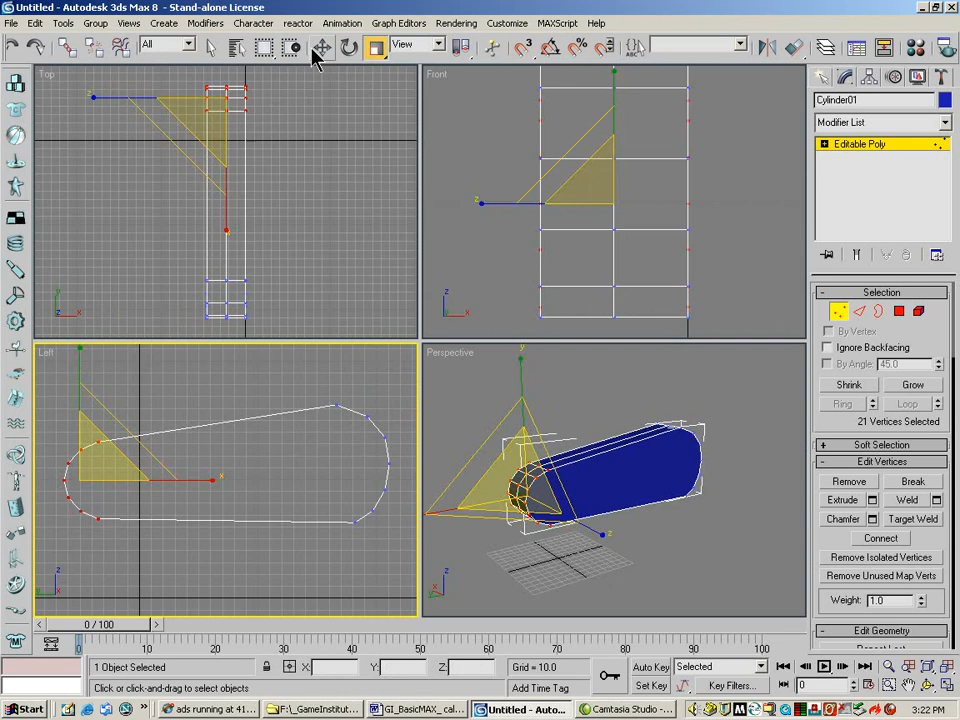 Untitled - Autodesk 3ds Max 8 - Stand-alone License
File Edit Tools Group Views Create Modifiers Character reactor Animation Graph Editors Rendering Customize MAXScript Help
All View
Top Front
z y z
y z x z x
Cylinder01
Modifier List
Editable Poly
Selection
By Vertex
Ignore Backfacing
By Angle: 45.0
Shrink Grow
Ring Loop
21 Vertices Selected
Soft Selection
Edit Vertices
Remove Break
Extrude Weld
Chamfer Target Weld
Connect
Remove Isolated Vertices
Remove Unused Map Verts
Weight: 1.0
Edit Geometry
Left Perspective
x y z
0 / 100
0 10 20 30 40 50 60 70 80 90 100
1 Object Selected X: Y: Z: Grid = 10.0 Auto Key Selected
Click or click-and-drag to select objects Add Time Tag Set Key Key Filters... 0
Start ads running at 41... F:\_GameInstitut... GI_BasicMAX_cal... Untitled - Auto... Camtasia Studio - ... 3:22 PM